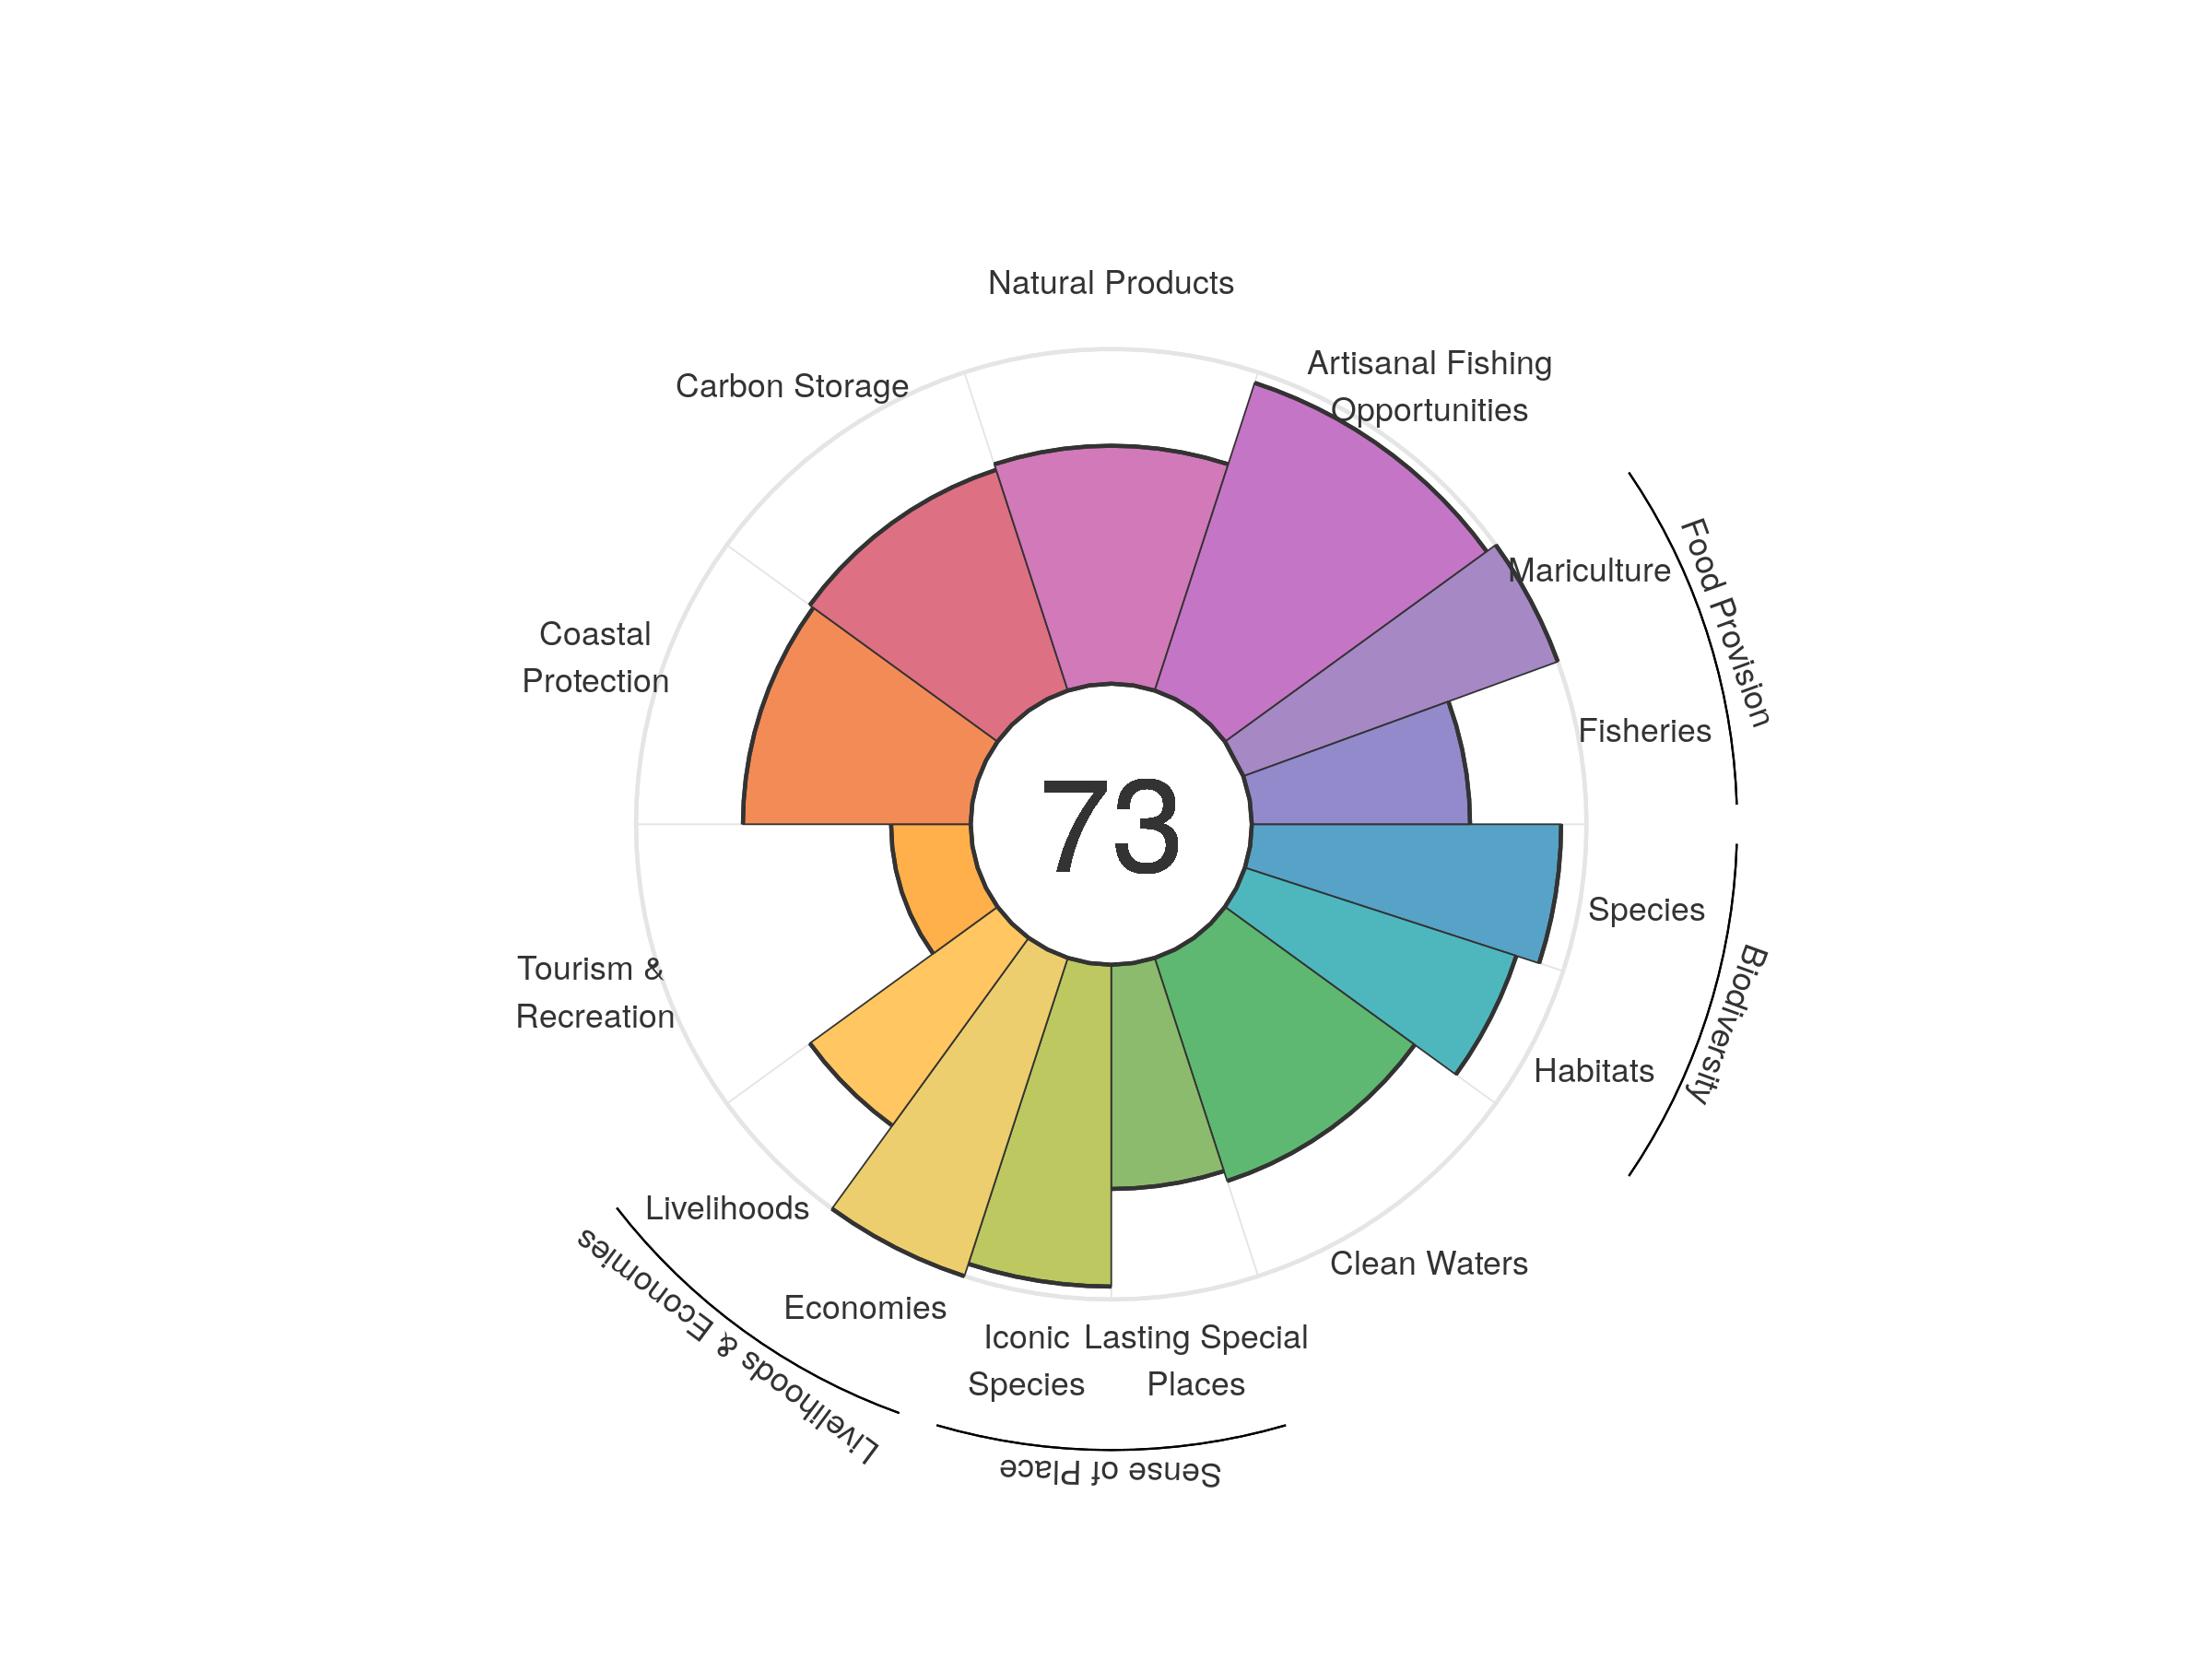 Natural Products
Artisanal Fishing
Opportunities
Carbon Storage
Mariculture
Food Provision
Coastal
Protection
Fisheries
73
Species
Biodiversity
Tourism &
Recreation
Habitats
Livelihoods
Clean Waters
Economies
Livelihoods & Economies
Iconic
Species
Lasting Special
Places
Sense of Place